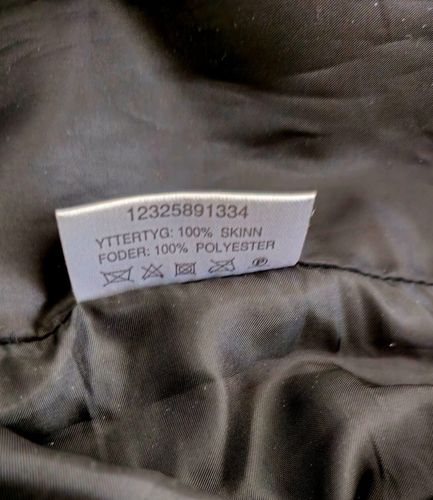 12325891334
YTTERTYG: 100% SKINN
FODER: 100% POLYESTER
P